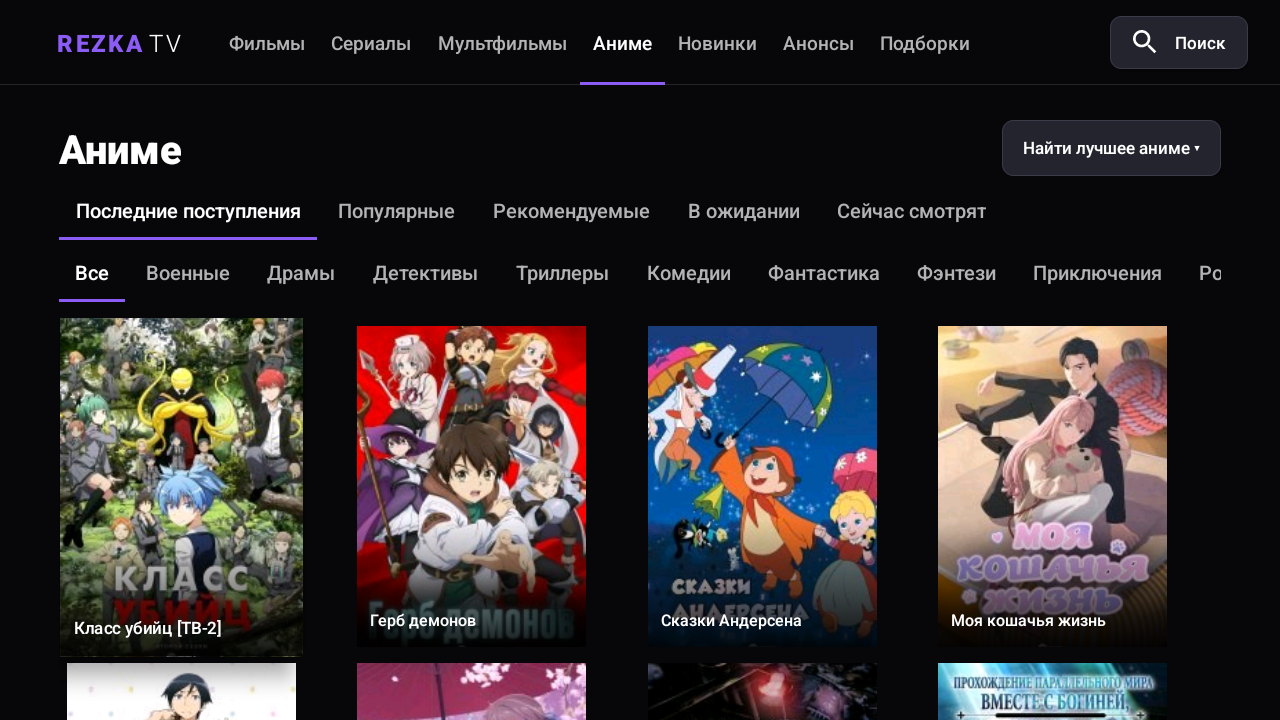 REZKA TV
Фильмы Сериалы Мультфильмы Аниме Новинки Анонсы Подборки
Поиск
Аниме
Найти лучшее аниме ▾
Последние поступления Популярные Рекомендуемые В ожидании Сейчас смотрят
Все Военные Драмы Детективы Триллеры Комедии Фантастика Фэнтези Приключения Ро
КЛАСС
УБИЙЦ
Класс убийц [ТВ-2]
Герб демонов
Герб демонов
СКАЗКИ
АНДЕРСЕНА
Сказки Андерсена
МОЯ
КОШАЧЬЯ
ЖИЗНЬ
Моя кошачья жизнь
ПРОХОЖДЕНИЕ ПАРАЛЛЕЛЬНОГО МИРА
ВМЕСТЕ С БОГИНЕЙ,